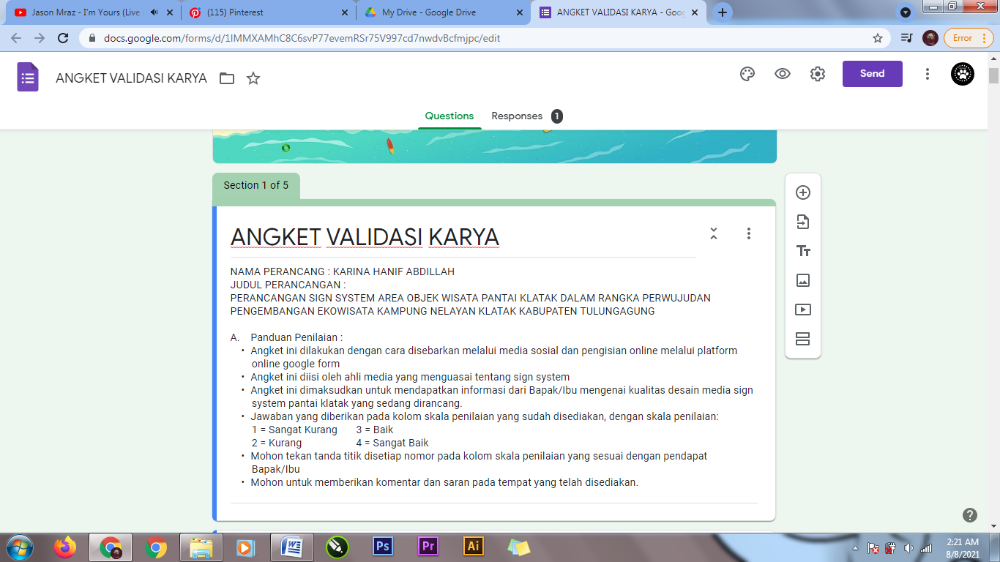 Jason Mraz - I'm Yours (Live
(115) Pinterest
My Drive - Google Drive
ANGKET VALIDASI KARYA - Goog
docs.google.com/forms/d/1IMMXAMhC8C6svP77evemRSr75V997cd7nwdvBcfmjpc/edit
Error
ANGKET VALIDASI KARYA
Send
Questions
Responses 1
Section 1 of 5
ANGKET VALIDASI KARYA
NAMA PERANCANG : KARINA HANIF ABDILLAH
JUDUL PERANCANGAN :
PERANCANGAN SIGN SYSTEM AREA OBJEK WISATA PANTAI KLATAK DALAM RANGKA PERWUJUDAN
PENGEMBANGAN EKOWISATA KAMPUNG NELAYAN KLATAK KABUPATEN TULUNGAGUNG
A. Panduan Penilaian :
• Angket ini dilakukan dengan cara disebarkan melalui media sosial dan pengisian online melalui platform
online google form
• Angket ini diisi oleh ahli media yang menguasai tentang sign system
• Angket ini dimaksudkan untuk mendapatkan informasi dari Bapak/Ibu mengenai kualitas desain media sign
system pantai klatak yang sedang dirancang.
• Jawaban yang diberikan pada kolom skala penilaian yang sudah disediakan, dengan skala penilaian:
1 = Sangat Kurang 3 = Baik
2 = Kurang 4 = Sangat Baik
• Mohon tekan tanda titik disetiap nomor pada kolom skala penilaian yang sesuai dengan pendapat
Bapak/Ibu
• Mohon untuk memberikan komentar dan saran pada tempat yang telah disediakan.
Tт
?
W
Ps
Pr
Ai
2:21 AM
8/8/2021